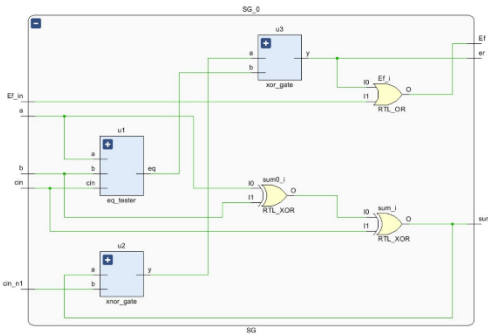 SG_0
u3
a
y
b
xor_gate
Ef
er
Ef_in
a
Ef_i
I0
O
I1
RTL_OR
u1
a
b
b
eq
cin
cin
eq_tester
sum0_i
I0
O
I1
RTL_XOR
sum_i
I0
O
I1
RTL_XOR
u2
a
y
b
xnor_gate
cin_n1
SG